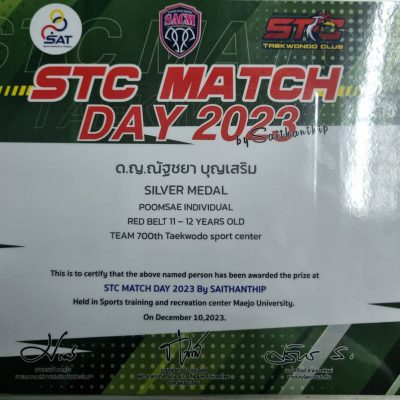 SAT
SACM
STC
TAEKWONDO CLUB
STC MATCH
DAY 2023
by Saithanthip
ด.ญ.ณัฐชยา บุญเสริม
SILVER MEDAL
POOMSAE INDIVIDUAL
RED BELT 11 – 12 YEARS OLD
TEAM 700th Taekwodo sport center
This is to certify that the above named person has been awarded the prize at
STC MATCH DAY 2023 By SAITHANTHIP
Held in Sports training and recreation center Maejo University.
On December 10,2023.